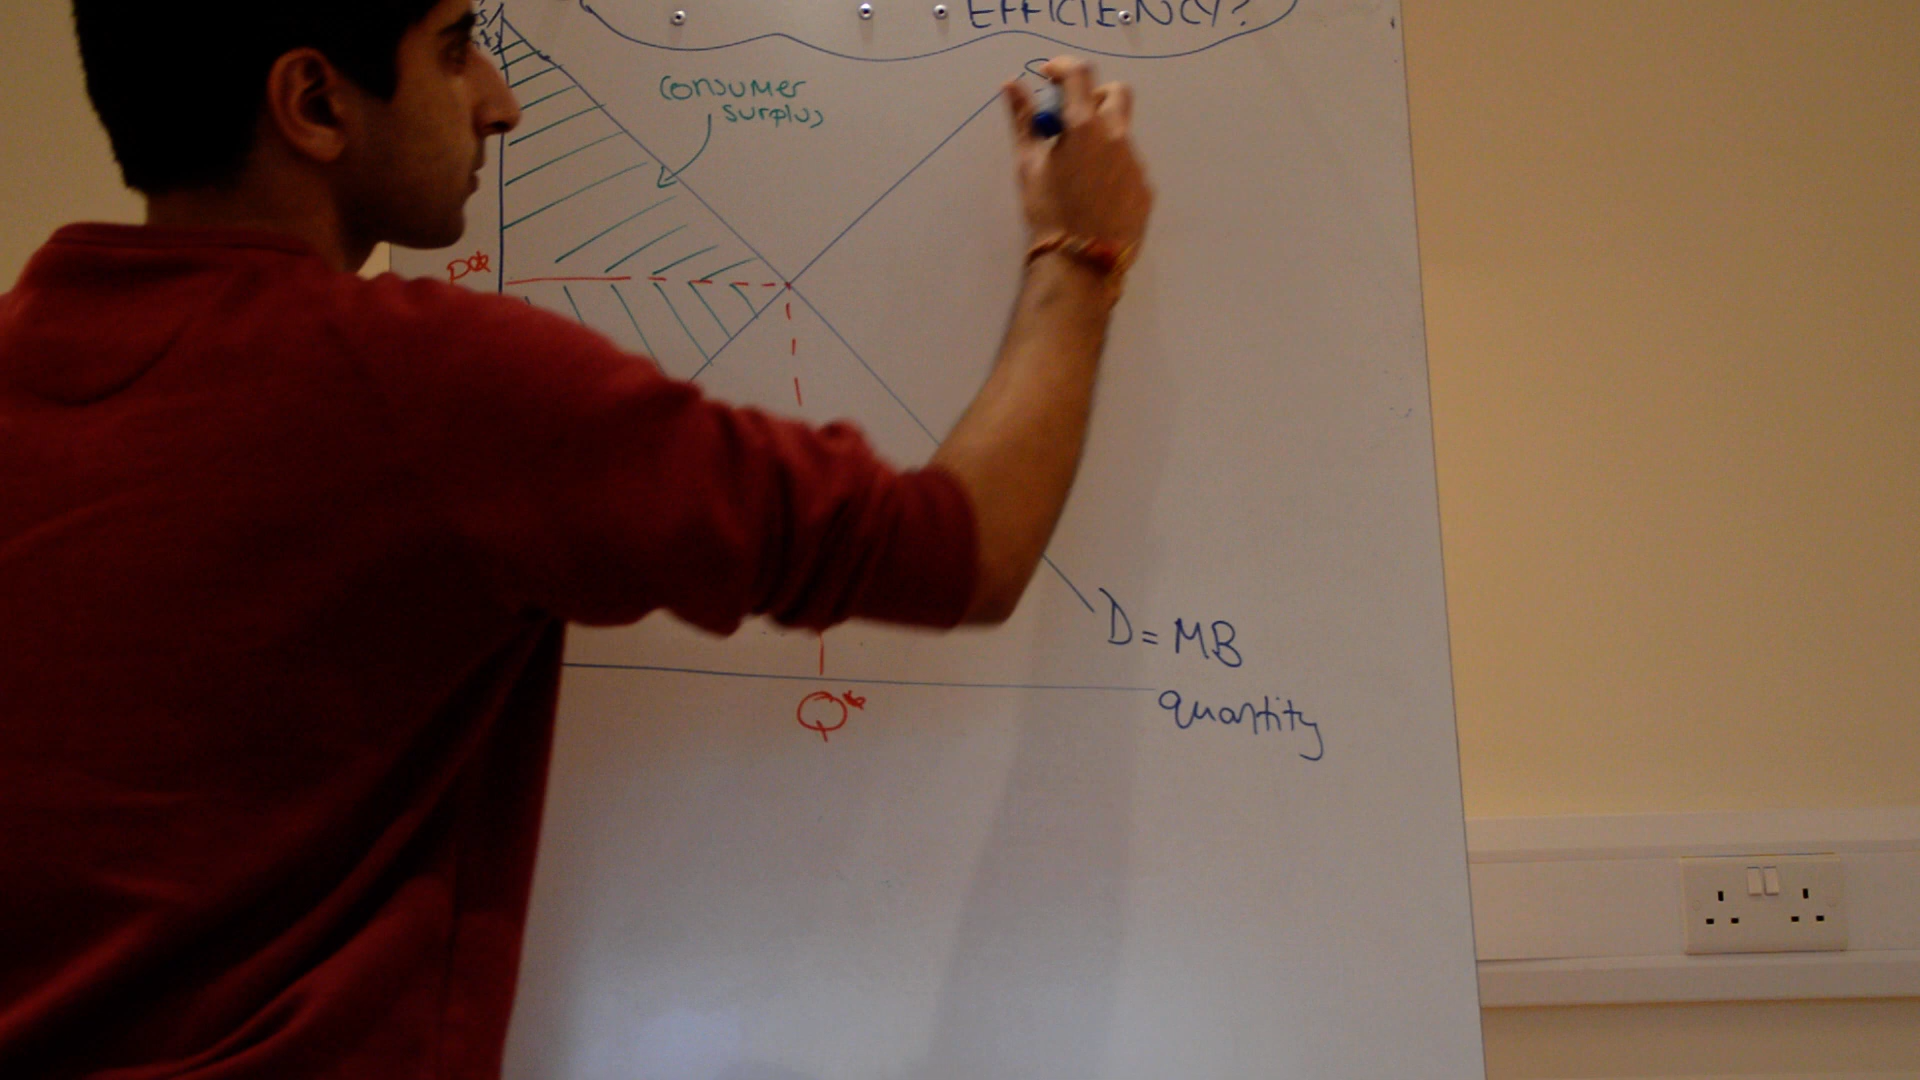 EFFICIENCY?
consumer
surplus
S
P*
D = MB
Q*
quantity